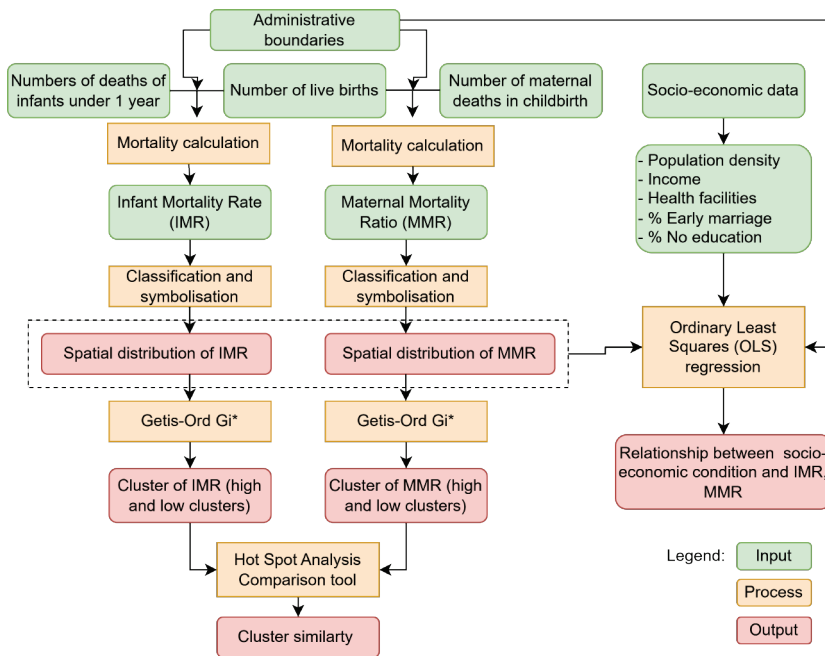 Administrative
boundaries
Numbers of deaths of
infants under 1 year
Number of live births
Number of maternal
deaths in childbirth
Socio-economic data
Mortality calculation
Mortality calculation
- Population density
- Income
- Health facilities
- % Early marriage
- % No education
Infant Mortality Rate
(IMR)
Maternal Mortality
Ratio (MMR)
Classification and
symbolisation
Classification and
symbolisation
Spatial distribution of IMR
Spatial distribution of MMR
Ordinary Least
Squares (OLS)
regression
Getis-Ord Gi*
Getis-Ord Gi*
Cluster of IMR (high
and low clusters)
Cluster of MMR (high
and low clusters)
Relationship between socio-
economic condition and IMR,
MMR
Hot Spot Analysis
Comparison tool
Cluster similarty
Legend:
Input
Process
Output